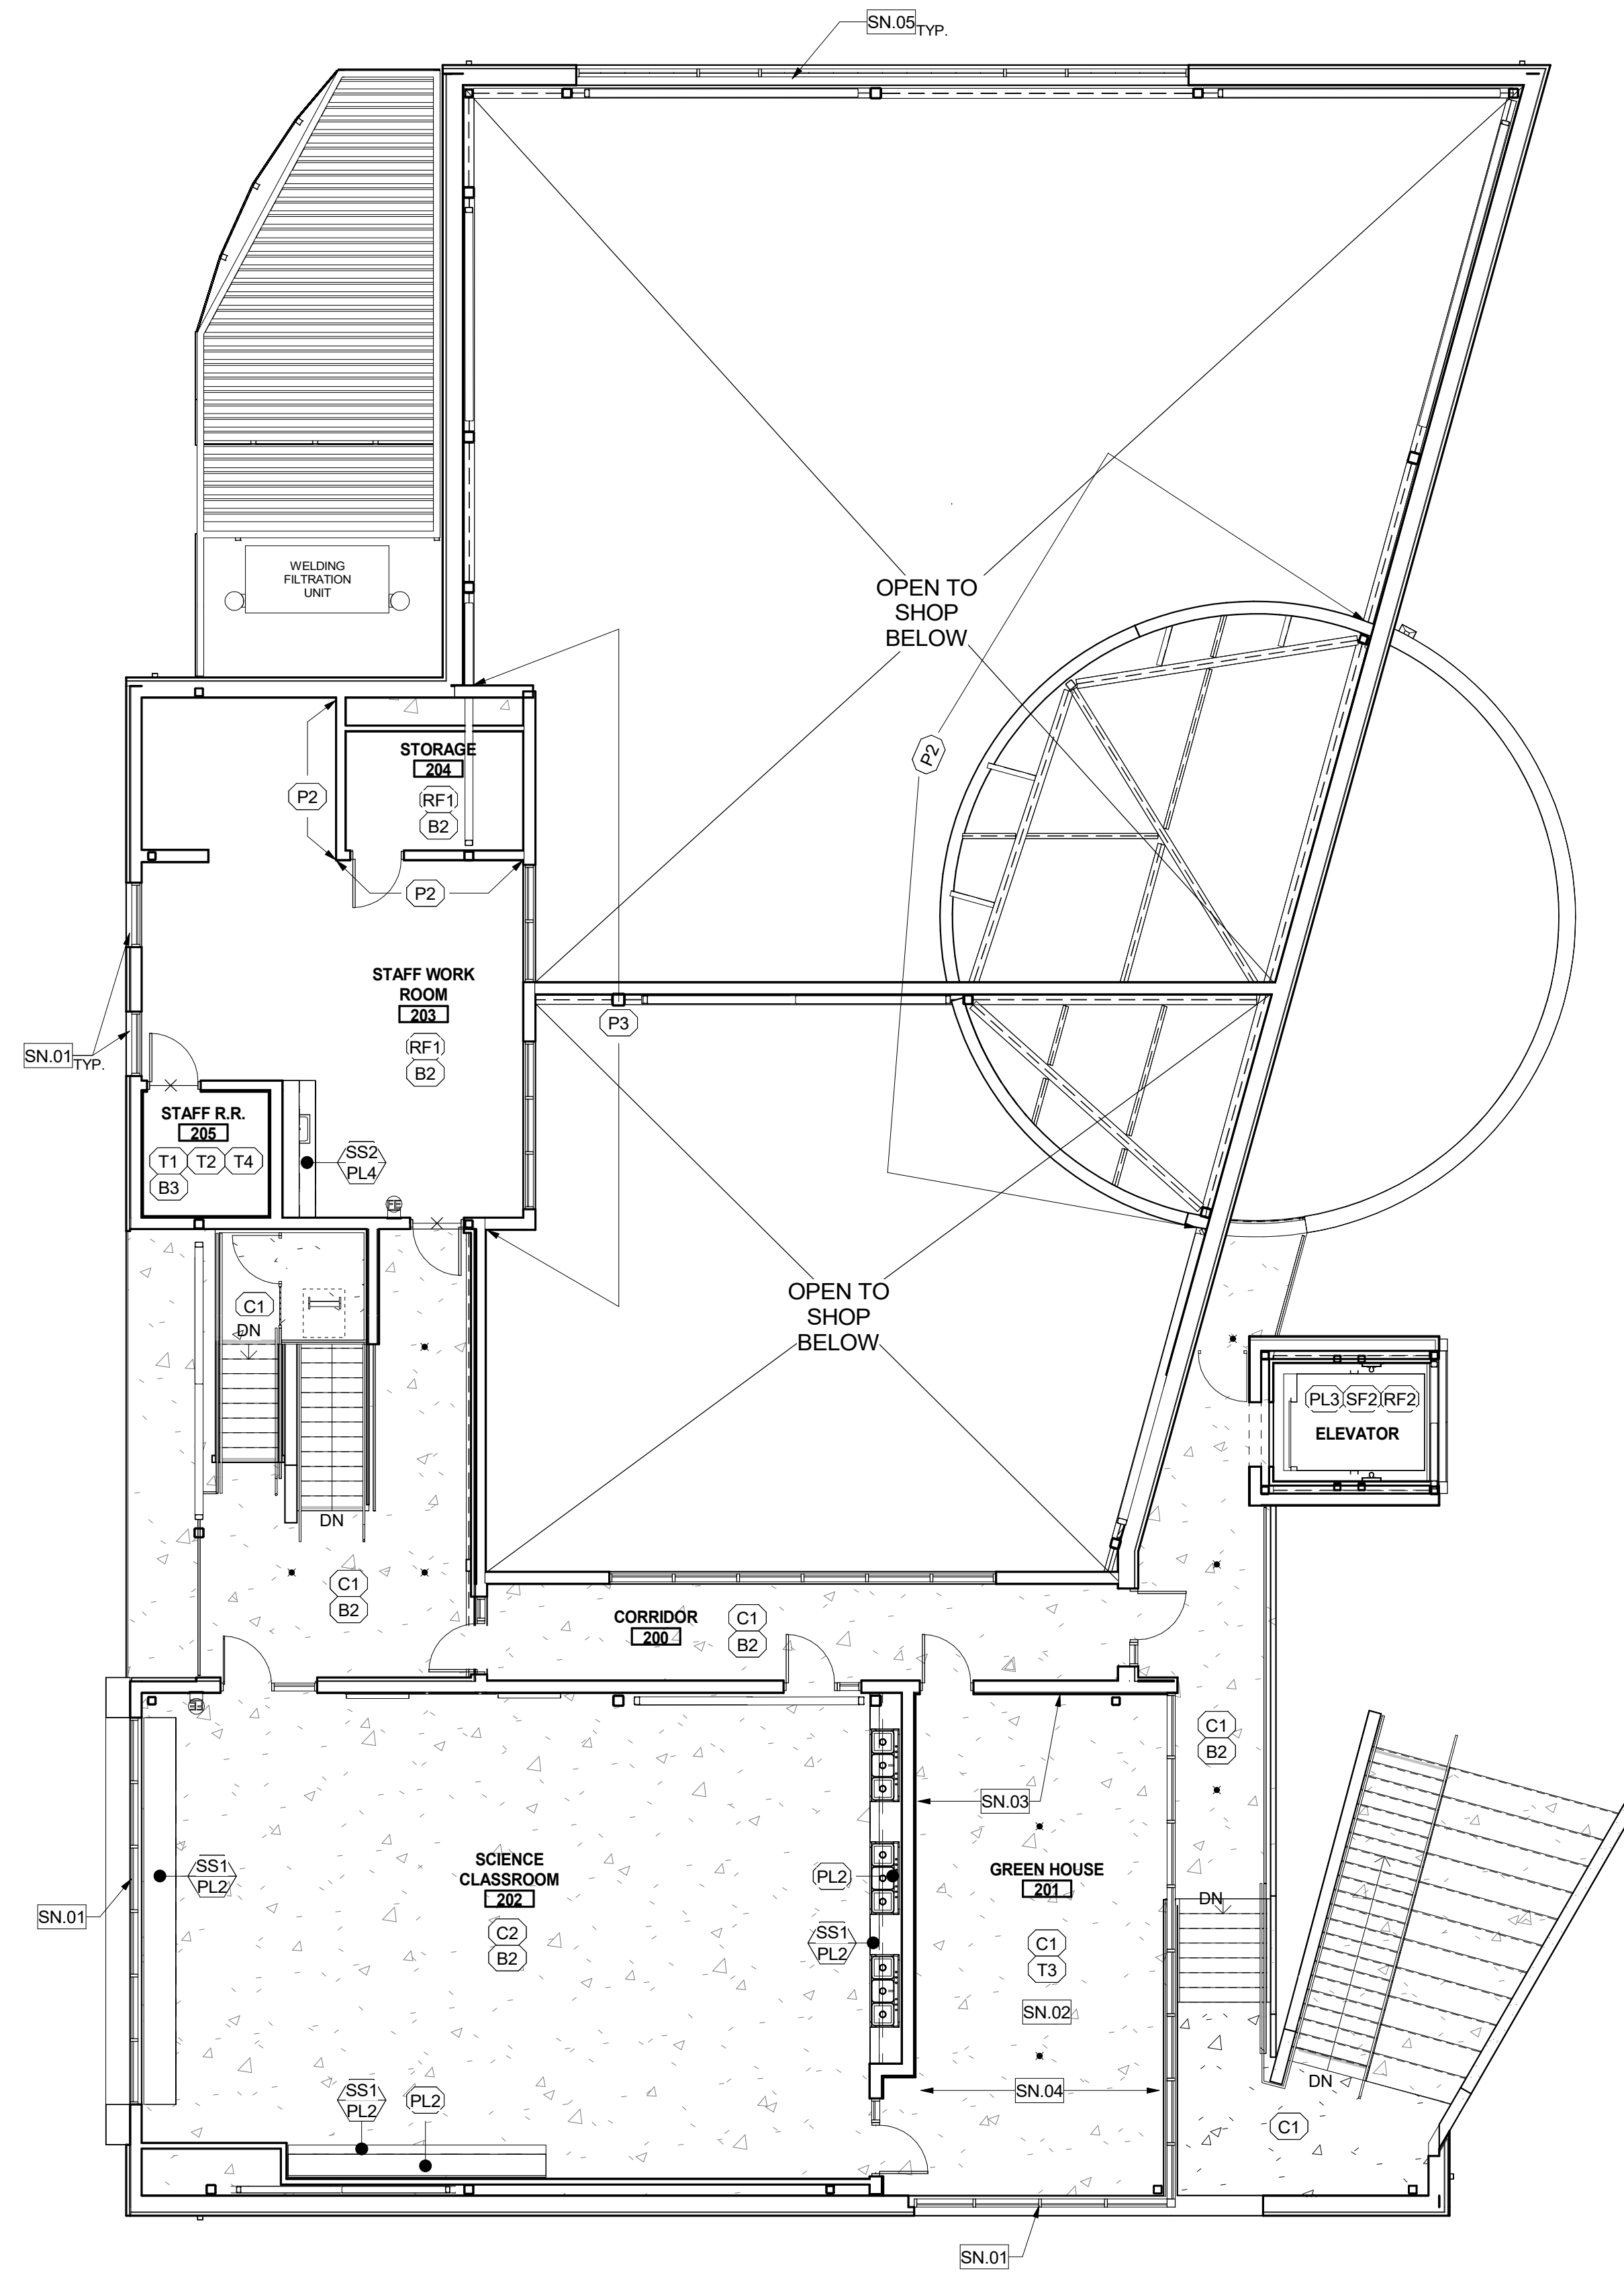 SN.05 TYP.
WELDING
FILTRATION
UNIT
OPEN TO
SHOP
BELOW
P2
STORAGE
204
RF1
B2
P2
P2
STAFF WORK
ROOM
203
RF1
B2
P3
SN.01 TYP.
STAFF R.R.
205
T1 T2 T4
B3
SS2
PL4
FE
C1
DN
DN
OPEN TO
SHOP
BELOW
PL3 SF2 RF2
ELEVATOR
C1
B2
CORRIDOR
200
C1
B2
FE
C1
B2
SN.03
SCIENCE
CLASSROOM
202
C2
B2
SS1
PL2
SN.01
PL2
SS1
PL2
GREEN HOUSE
201
C1
T3
SN.02
DN
SN.04
DN
SS1
PL2
PL2
C1
SN.01